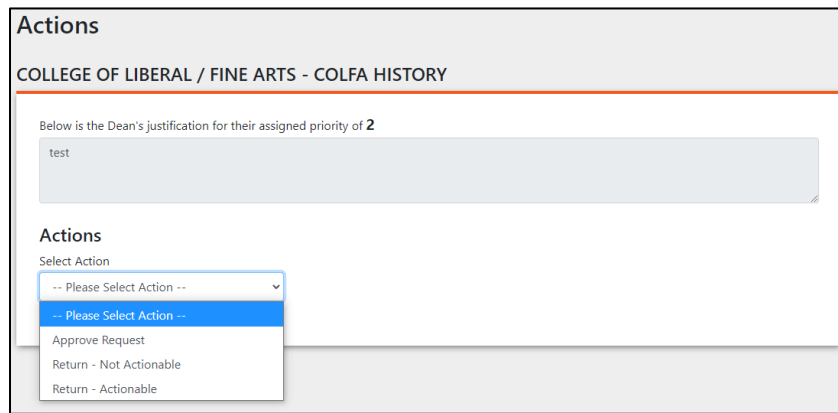 Actions
COLLEGE OF LIBERAL / FINE ARTS - COLFA HISTORY
Below is the Dean's justification for their assigned priority of 2
test
Actions
Select Action
-- Please Select Action --
-- Please Select Action --
Approve Request
Return - Not Actionable
Return - Actionable